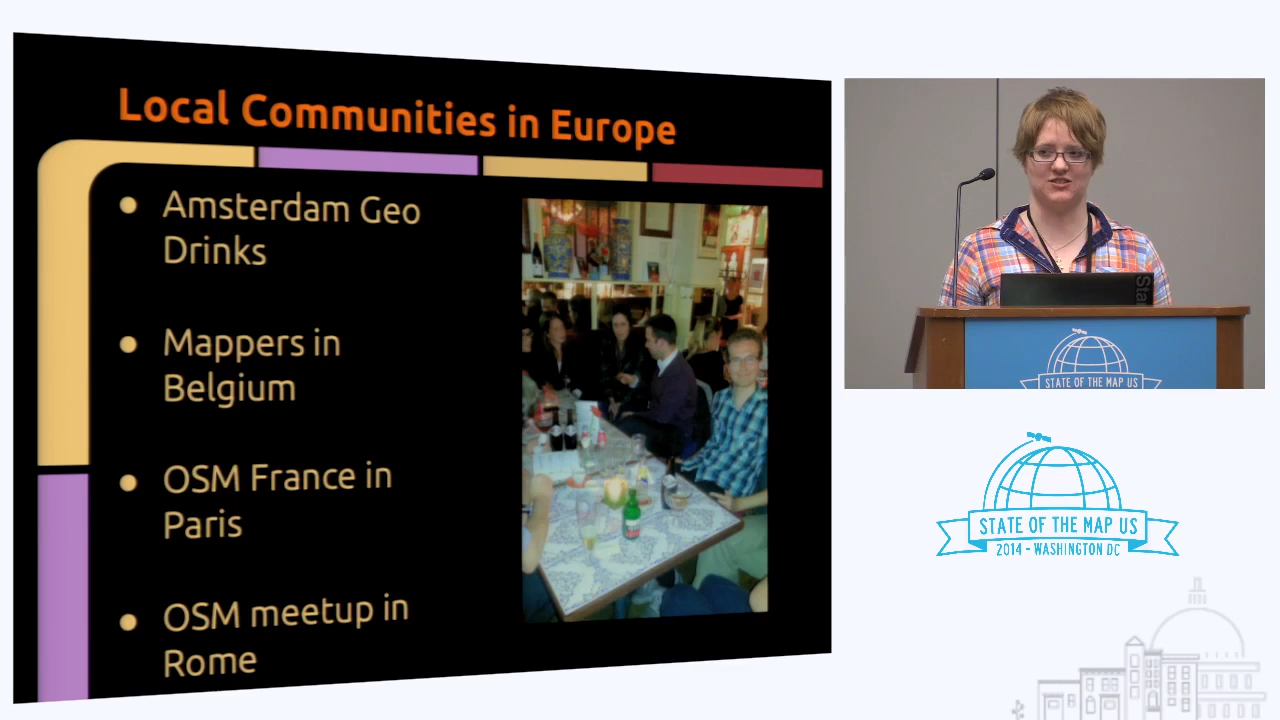 Local Communities in Europe
Amsterdam Geo
Drinks
Mappers in
Belgium
OSM France in
Paris
OSM meetup in
Rome
Sta
STATE OF THE MAP US
STATE OF THE MAP US
2014 - WASHINGTON DC